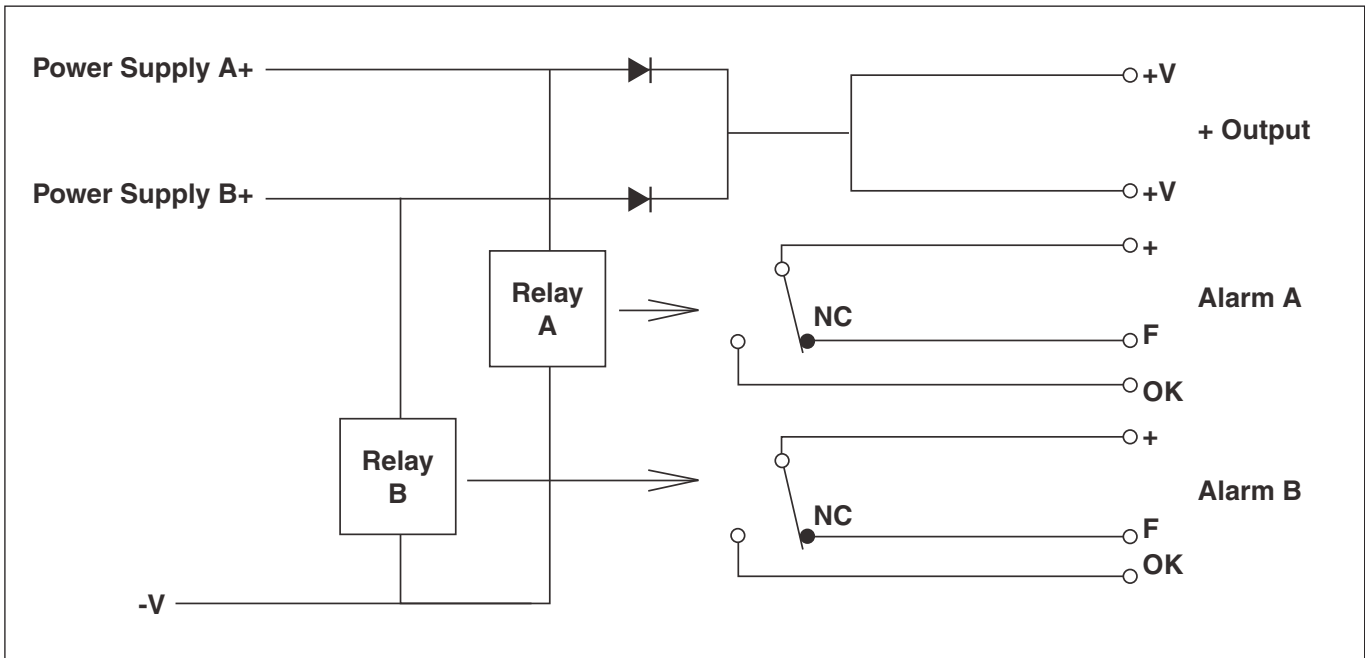 Power Supply A+
+V
+ Output
Power Supply B+
+V
+
Relay
A
NC
Alarm A
F
OK
+
Relay
B
NC
Alarm B
F
OK
-V